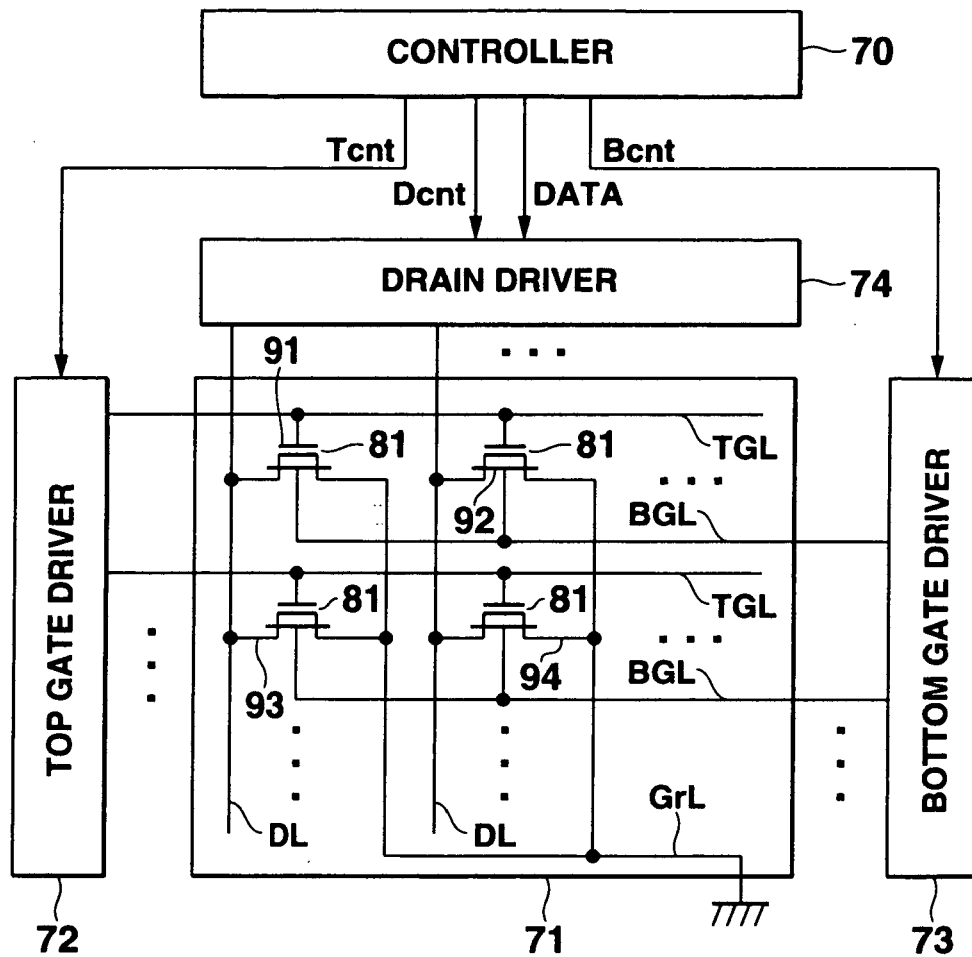 CONTROLLER
70
Tcnt
Bcnt
Dcnt
DATA
DRAIN DRIVER
74
91
81
81
TGL
92
BGL
81
81
TGL
93
94
BGL
TOP GATE DRIVER
BOTTOM GATE DRIVER
DL
DL
GrL
72
71
73